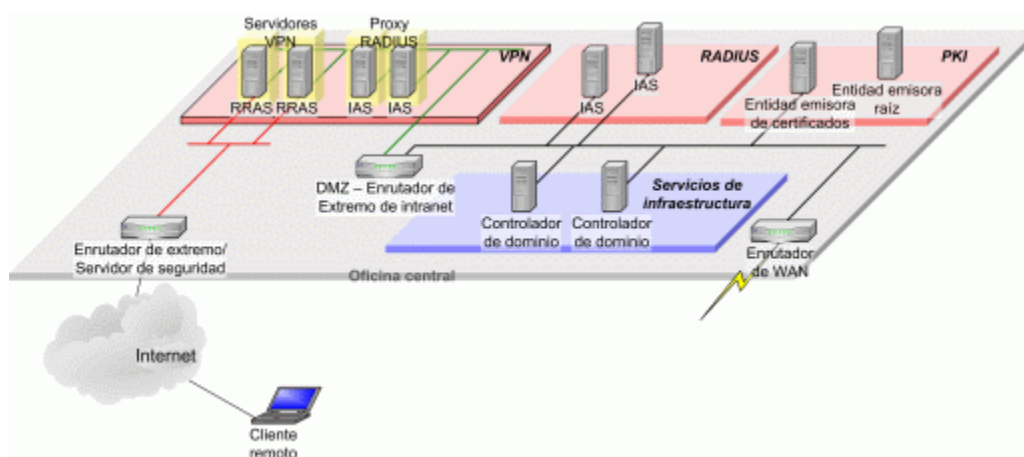 Servidores
VPN
Proxy
RADIUS
VPN
RRAS
RRAS
IAS
IAS
RADIUS
IAS
IAS
PKI
Entidad emisora
de certificados
Entidad emisora
raíz
DMZ – Enrutador de
Extremo de intranet
Servicios de
infraestructura
Controlador
de dominio
Controlador
de dominio
Enrutador de extremo/
Servidor de seguridad
Enrutador
de WAN
Oficina central
Internet
Cliente
remoto